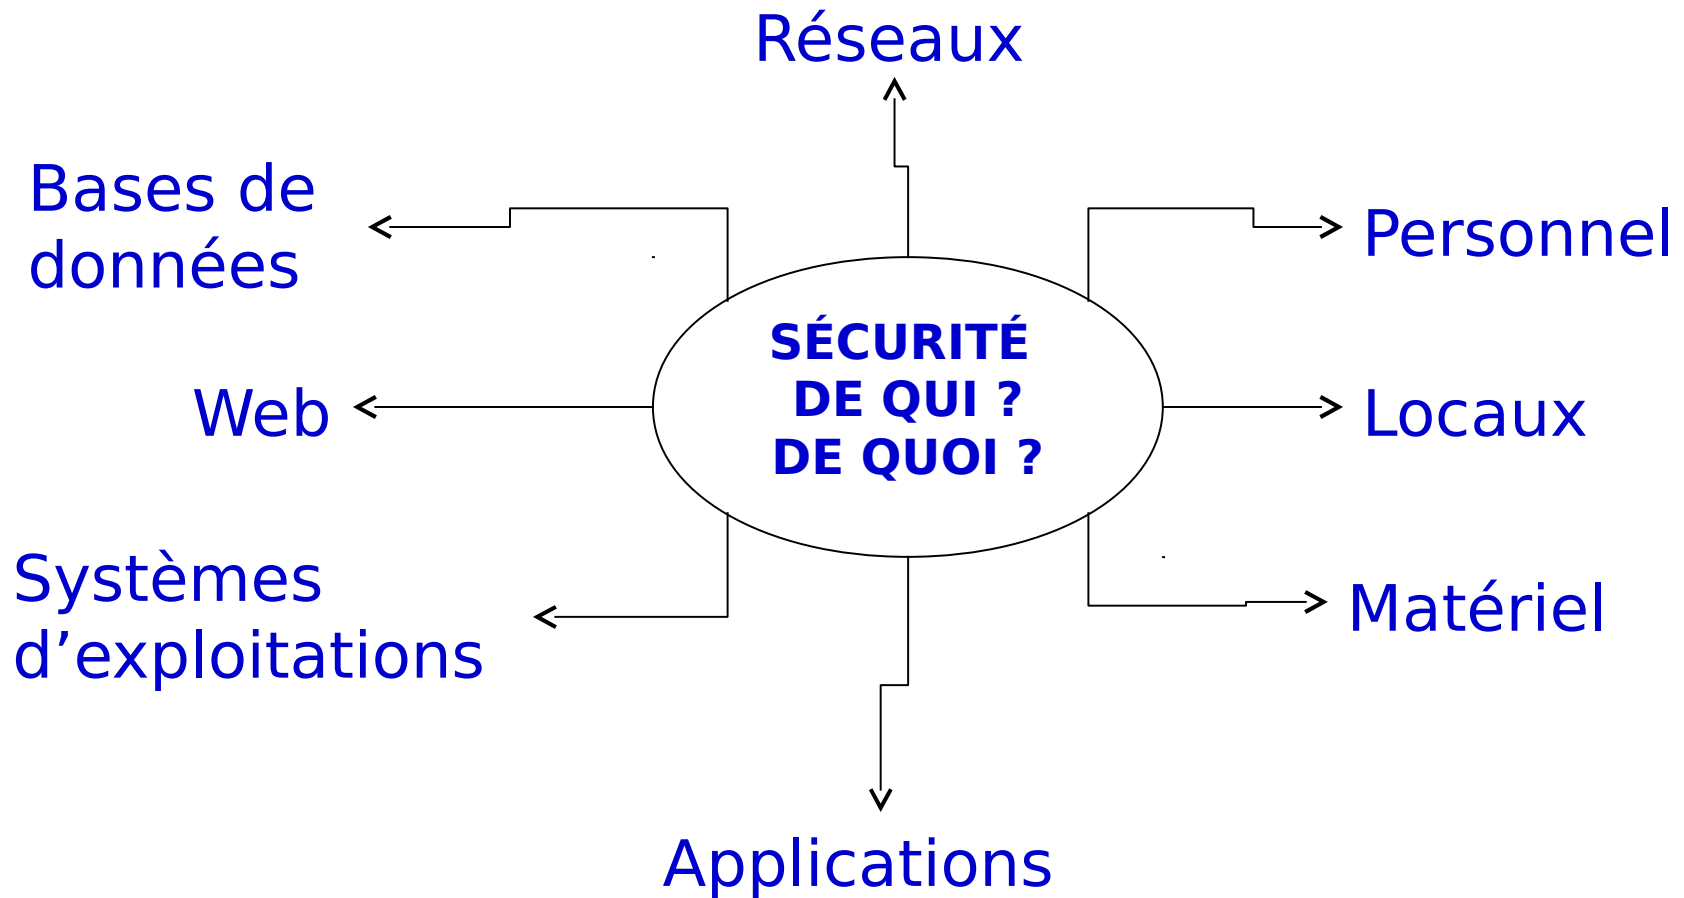 Réseaux
Bases de
données
Personnel
SÉCURITÉ
DE QUI ?
DE QUOI ?
Web
Locaux
Systèmes
d’exploitations
Matériel
Applications